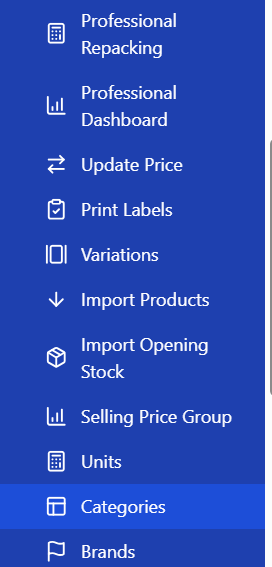 Professional
Repacking
Professional
Dashboard
Update Price
Print Labels
Variations
Import Products
Import Opening
Stock
Selling Price Group
Units
Categories
Brands